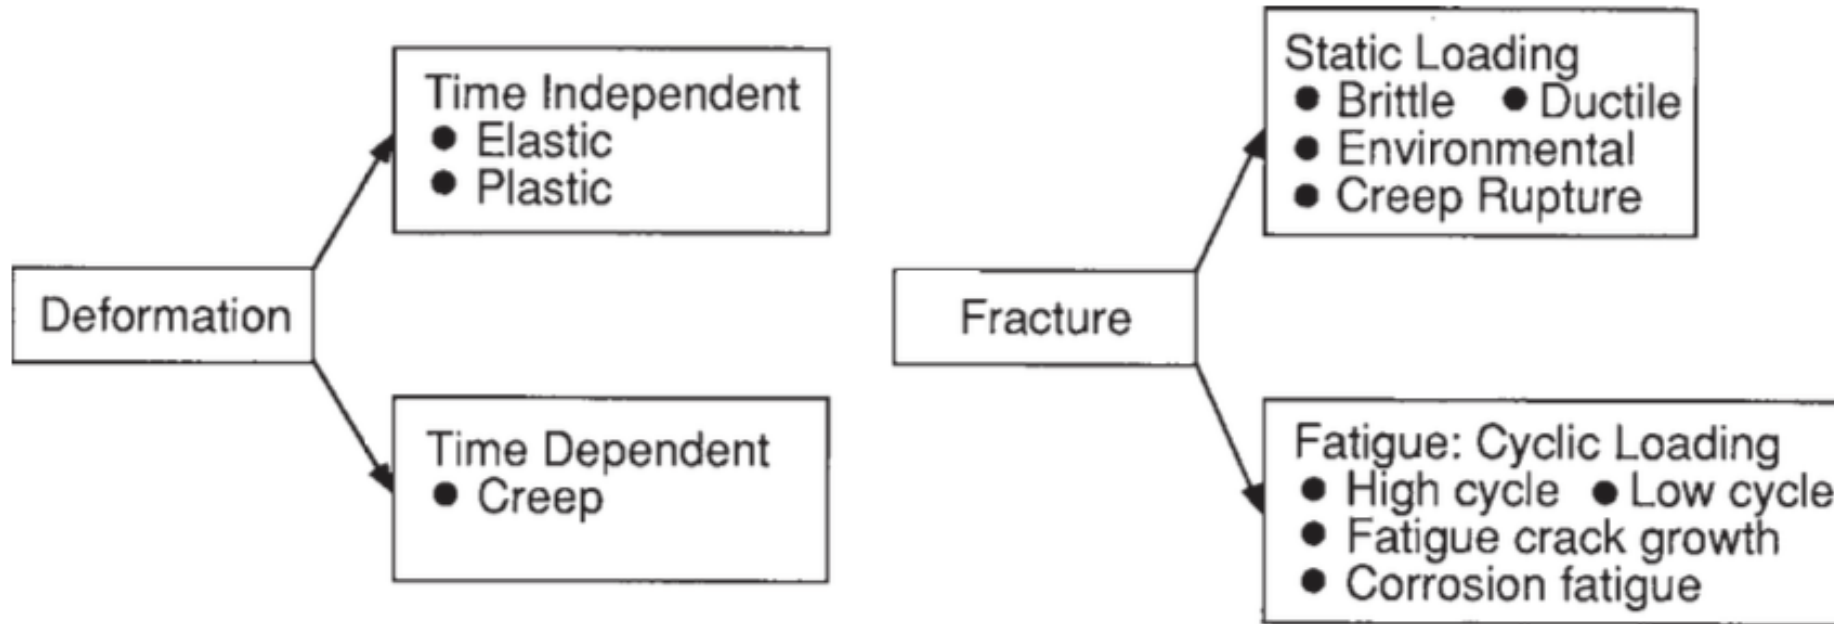 Deformation
Time Independent
● Elastic
● Plastic
Time Dependent
● Creep
Fracture
Static Loading
● Brittle ● Ductile
● Environmental
● Creep Rupture
Fatigue: Cyclic Loading
● High cycle ● Low cycle
● Fatigue crack growth
● Corrosion fatigue